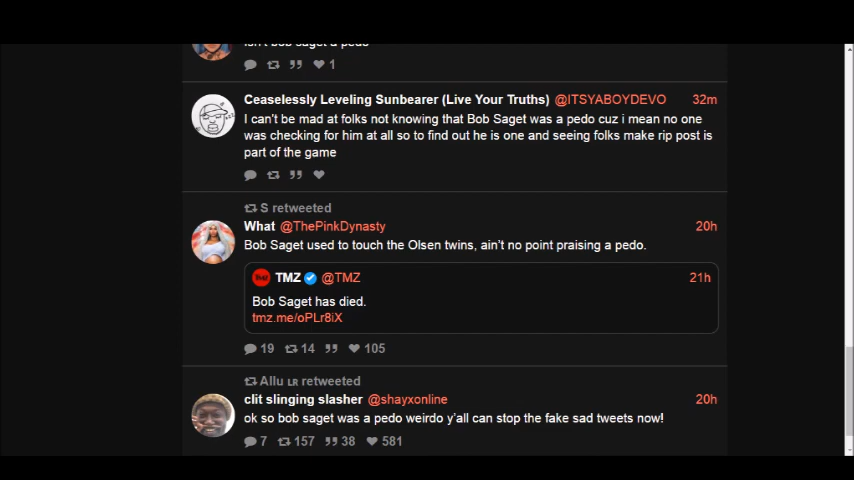 isn't bob saget a pedo
1
Ceaselessly Leveling Sunbearer (Live Your Truths) @ITSYABOYDEVO 32m
I can't be mad at folks not knowing that Bob Saget was a pedo cuz i mean no one
was checking for him at all so to find out he is one and seeing folks make rip post is
part of the game
S retweeted
What @ThePinkDynasty 20h
Bob Saget used to touch the Olsen twins, ain't no point praising a pedo.
TMZ @TMZ 21h
Bob Saget has died.
tmz.me/oPLr8iX
19 14 105
Allu LR retweeted
clit slinging slasher @shayxonline 20h
ok so bob saget was a pedo weirdo y'all can stop the fake sad tweets now!
7 157 38 581